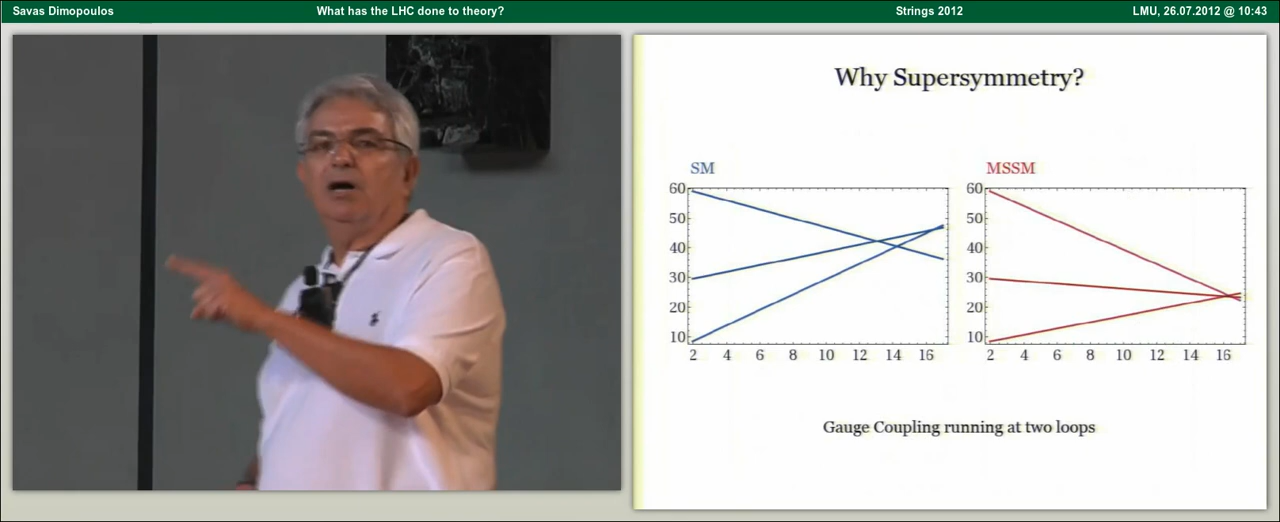 Savas Dimopoulos What has the LHC done to theory? Strings 2012 LMU, 26.07.2012 @ 10:43
Why Supersymmetry?
SM
60
50
40
30
20
10
2 4 6 8 10 12 14 16
MSSM
60
50
40
30
20
10
2 4 6 8 10 12 14 16
Gauge Coupling running at two loops